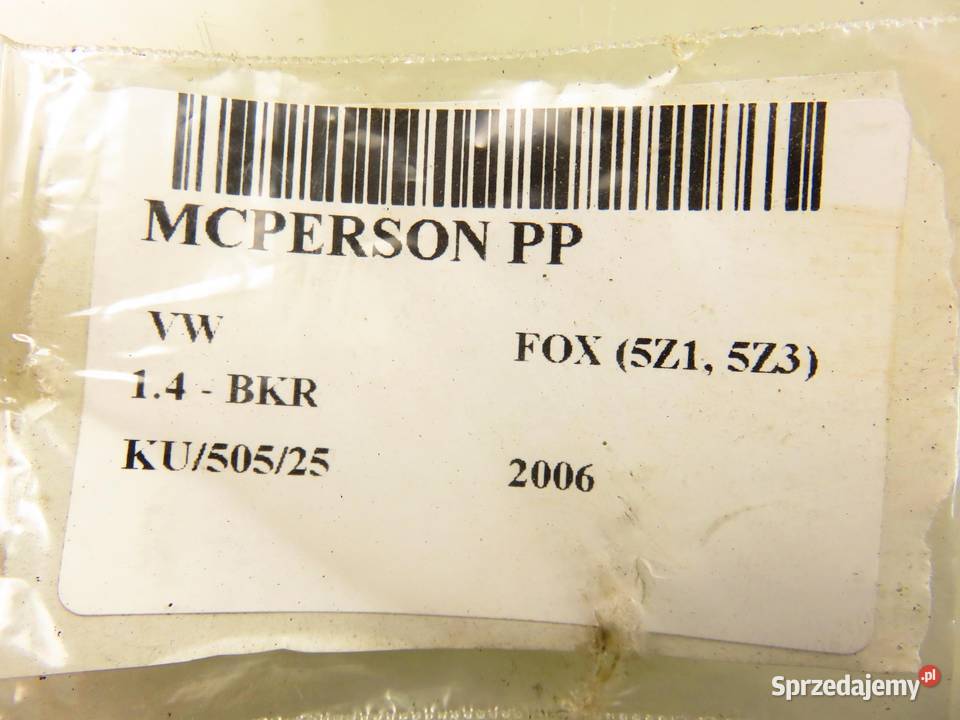 MCPERSON PP
VW FOX (5Z1, 5Z3)
1.4 - BKR
KU/505/25 2006
Sprzedajemy.pl